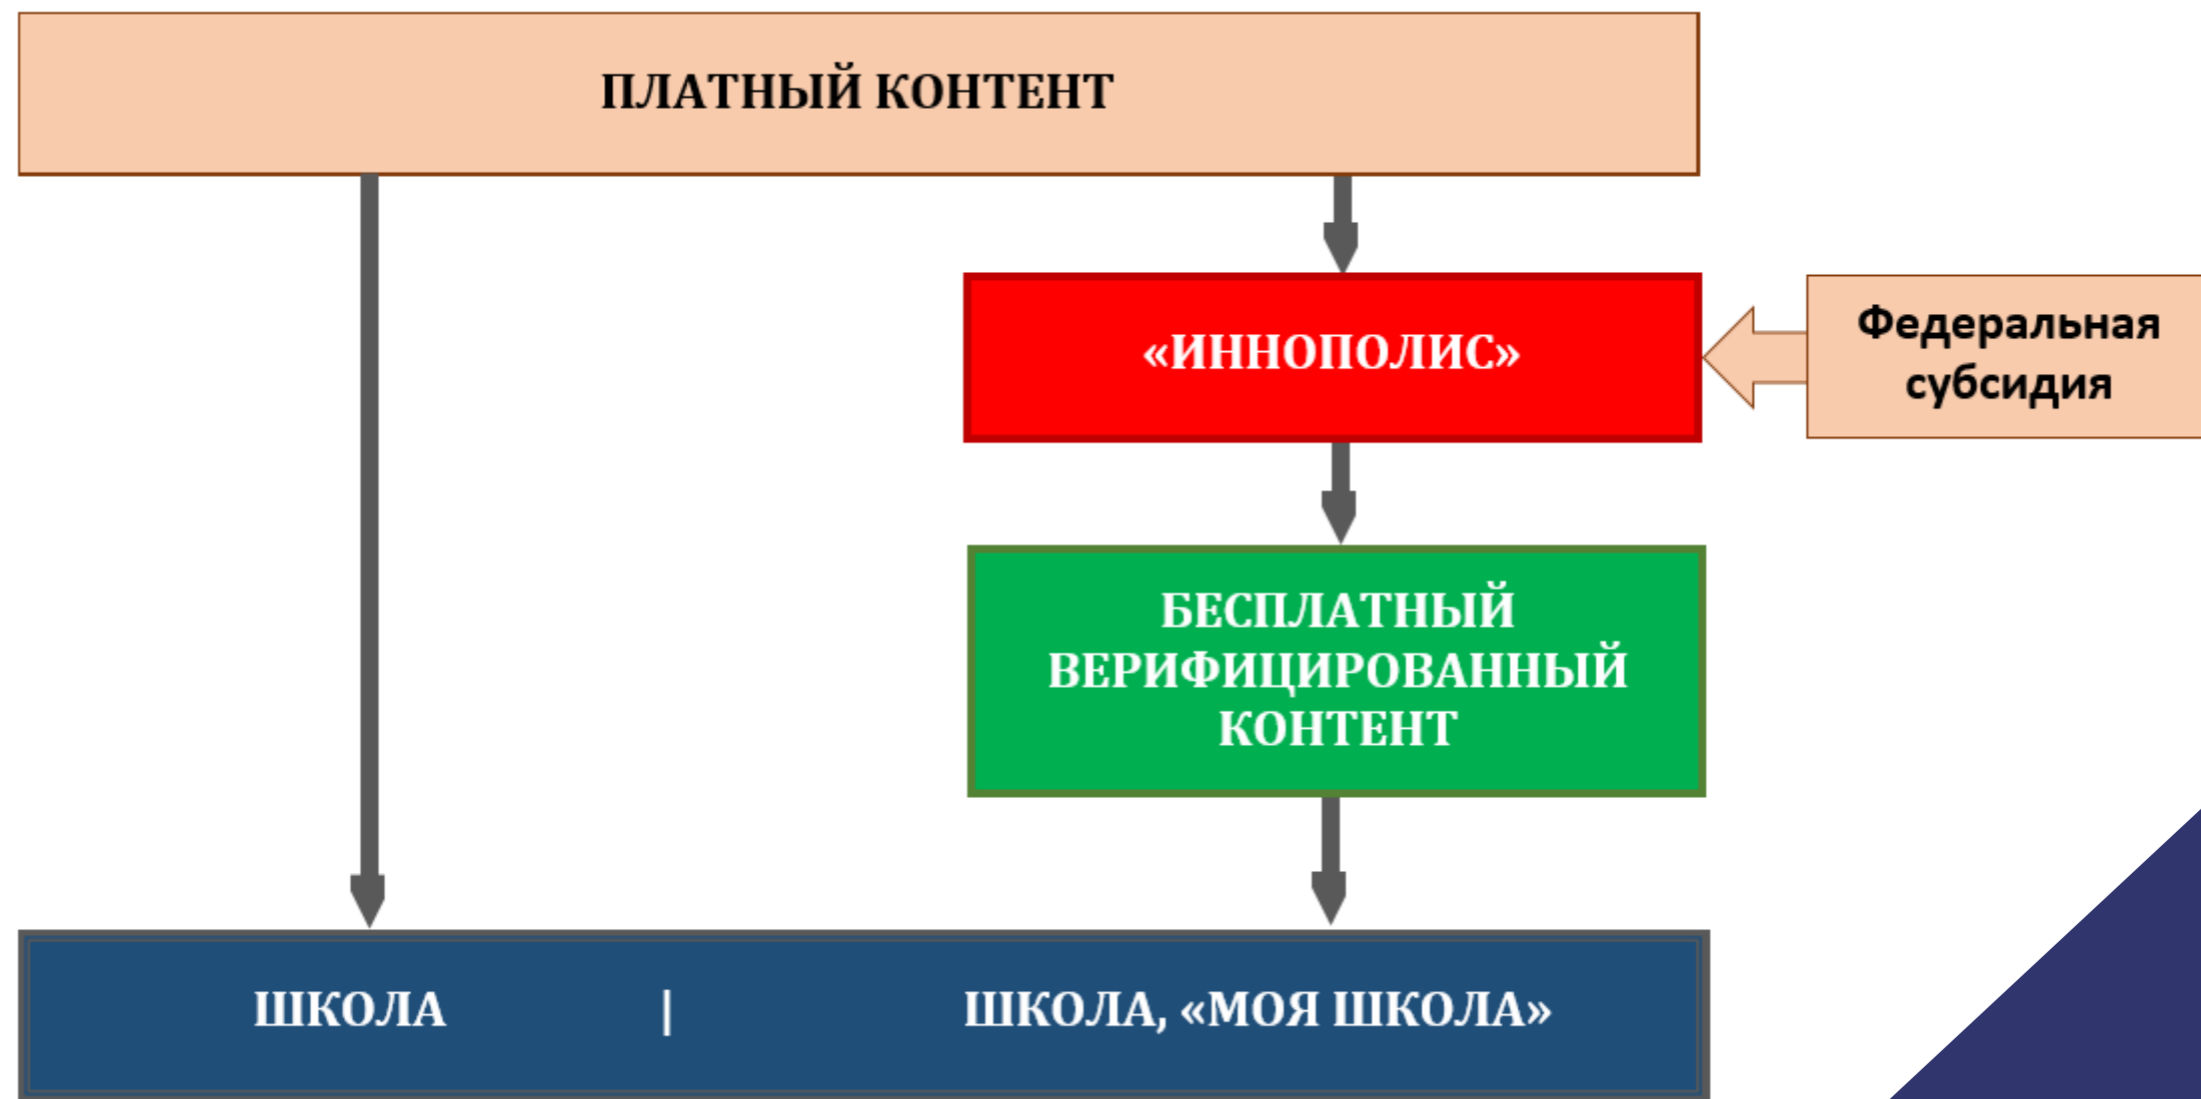 ПЛАТНЫЙ КОНТЕНТ
«ИННОПОЛИС»
Федеральная
субсидия
БЕСПЛАТНЫЙ
ВЕРИФИЦИРОВАННЫЙ
КОНТЕНТ
ШКОЛА | ШКОЛА, «МОЯ ШКОЛА»